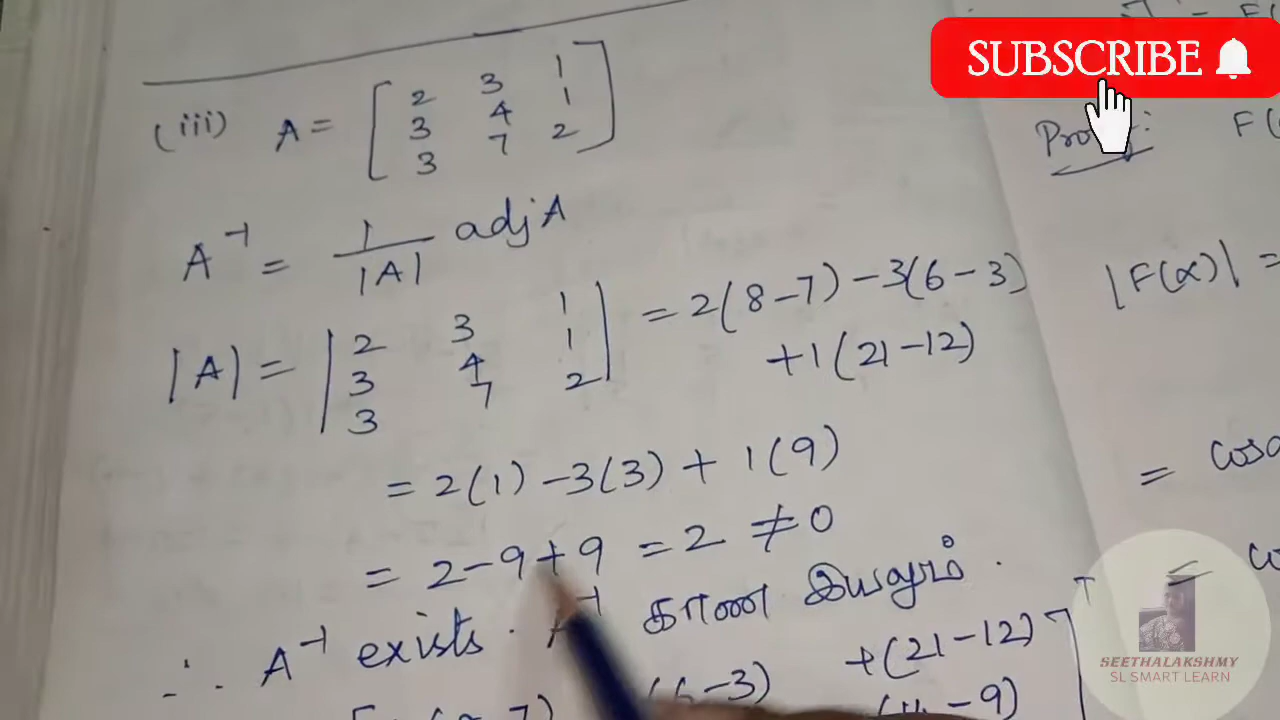 SUBSCRIBE
(iii) A = [ 2 3 1
3 4 1
3 7 2 ]
A⁻¹ = 1/|A| adj A
|A| = | 2 3 1
3 4 1
3 7 2 | = 2(8-7) -3(6-3)
+1(21-12)
= 2(1) -3(3) + 1(9)
= 2-9+9 = 2 ≠ 0
∴ A⁻¹ exists. A⁻¹ காண இயலும்.
(6-3) +(21-12)
F(
|F(α)| =
=
=
SEETHALAKSHMY
SL SMART LEARN